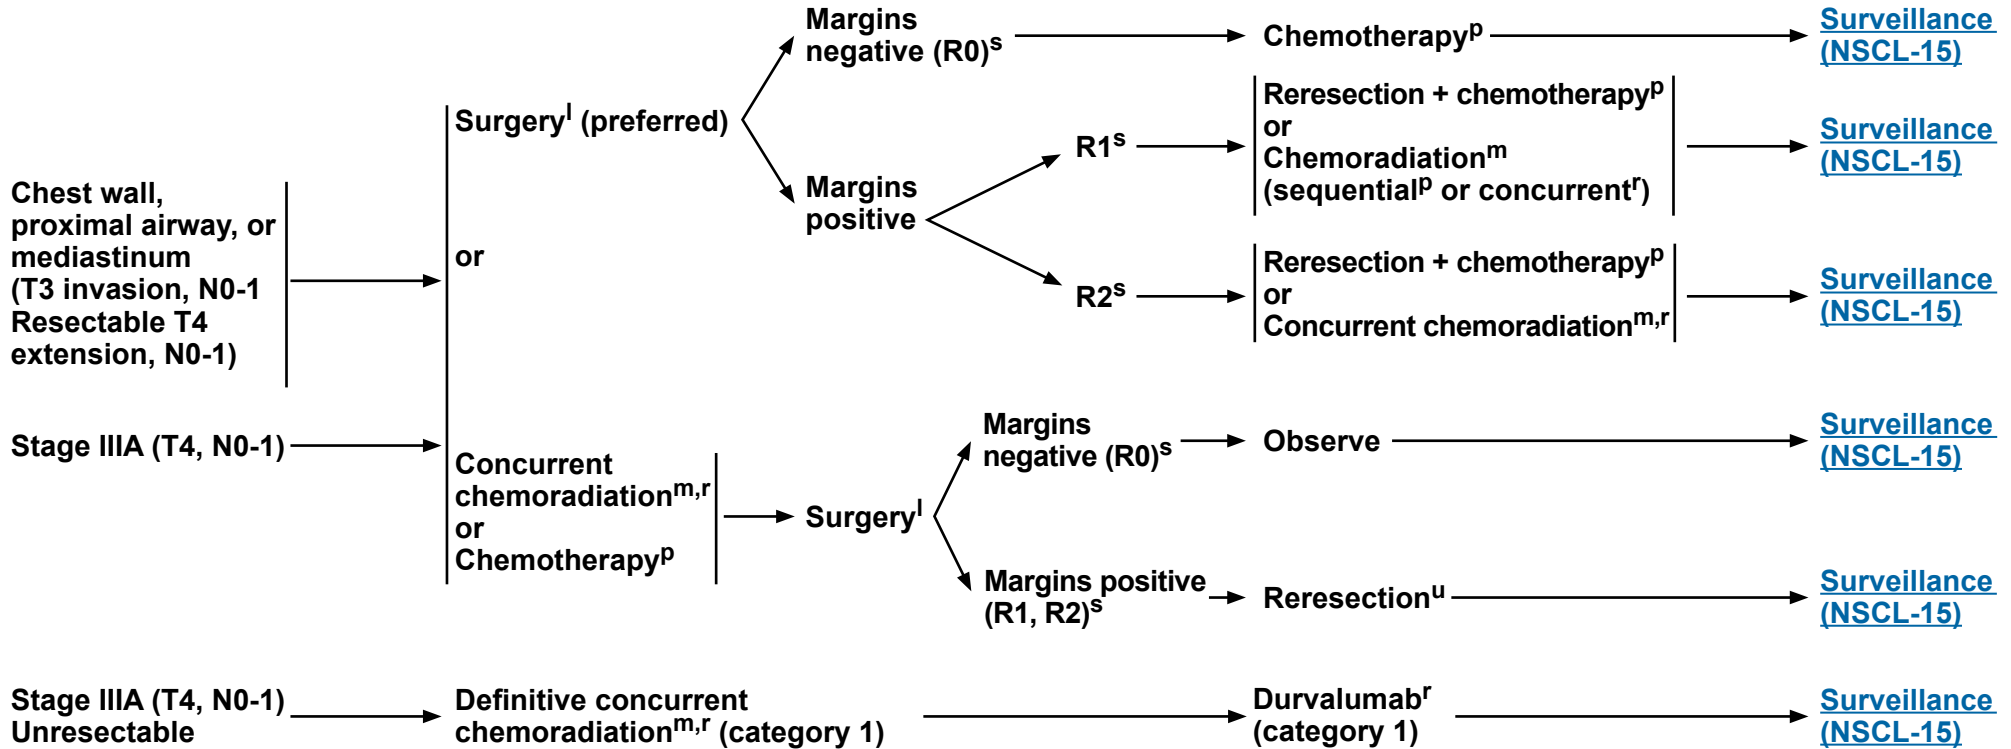 Chest wall,
proximal airway, or
mediastinum
(T3 invasion, N0-1
Resectable T4
extension, N0-1)
Stage IIIA (T4, N0-1)
Surgeryˡ (preferred)
or
Concurrent
chemoradiationᵐ,ʳ
or
Chemotherapyᵖ
Margins
negative (R0)ˢ
Chemotherapyᵖ
Surveillance
(NSCL-15)
Margins
positive
R1ˢ
Reresection + chemotherapyᵖ
or
Chemoradiationᵐ
(sequentialᵖ or concurrentʳ)
Surveillance
(NSCL-15)
R2ˢ
Reresection + chemotherapyᵖ
or
Concurrent chemoradiationᵐ,ʳ
Surveillance
(NSCL-15)
Surgeryˡ
Margins
negative (R0)ˢ
Observe
Surveillance
(NSCL-15)
Margins positive
(R1, R2)ˢ
Reresectionᵘ
Surveillance
(NSCL-15)
Stage IIIA (T4, N0-1)
Unresectable
Definitive concurrent
chemoradiationᵐ,ʳ (category 1)
Durvalumabʳ
(category 1)
Surveillance
(NSCL-15)